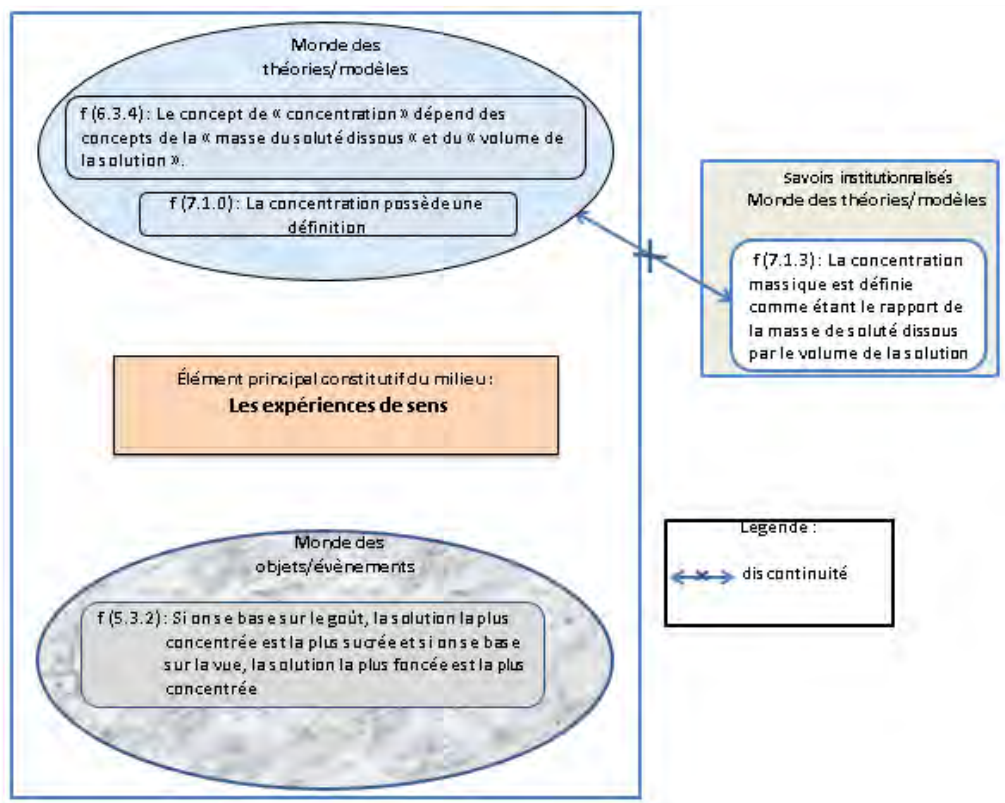 Monde des
théories/modèles
f (6.3.4) : Le concept de « concentration » dépend des
concepts de la « masse du soluté dissous « et du « volume de
la solution ».
f (7.1.0) : La concentration possède une
définition
Savoirs institutionnalisés
Monde des théories/modèles
f (7.1.3) : La concentration
massique est définie
comme étant le rapport de
la masse de soluté dissous
par le volume de la solution
Élément principal constitutif du milieu :
Les expériences de sens
Légende :
discontinuité
Monde des
objets/évènements
f (5.3.2) : Si on se base sur le goût, la solution la plus
concentrée est la plus sucrée et si on se base
sur la vue, la solution la plus foncée est la plus
concentrée